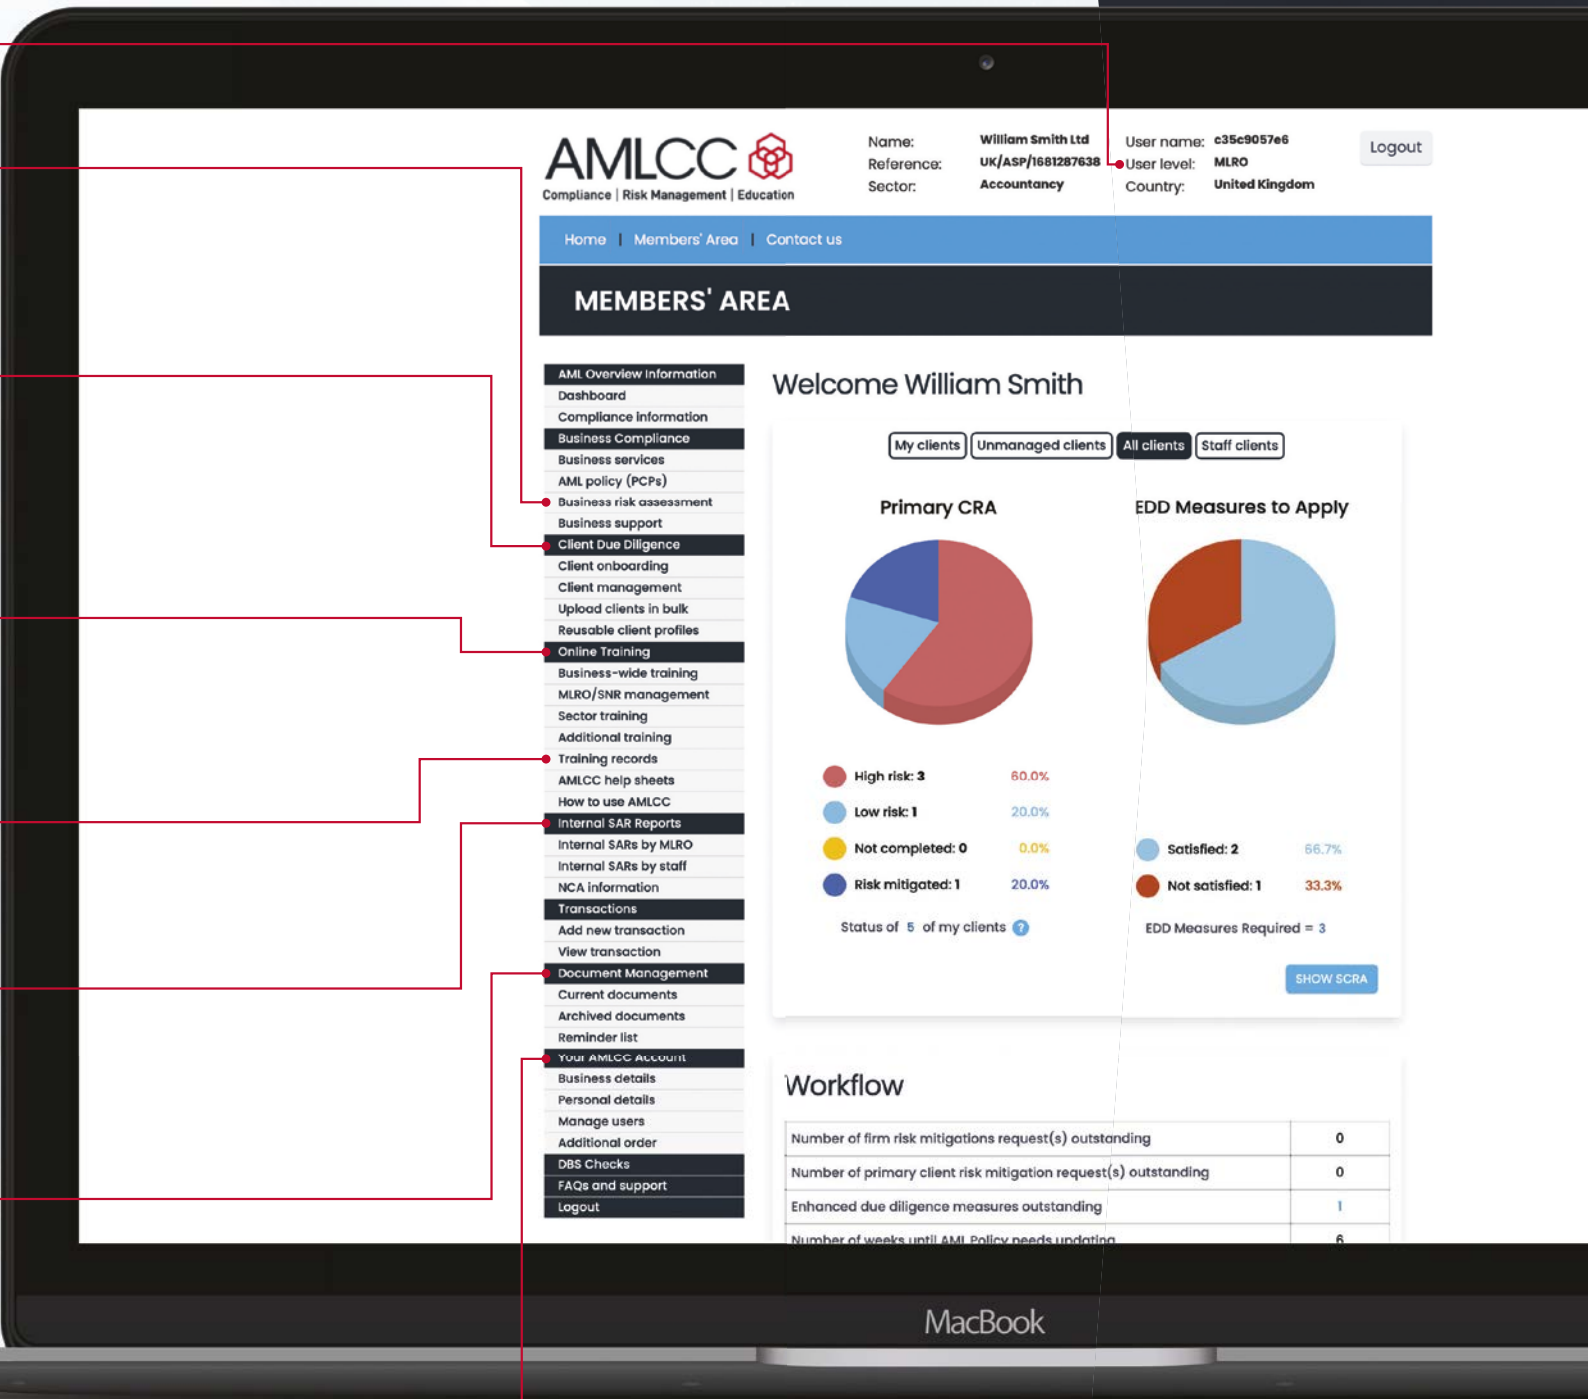 AMLCC
Compliance | Risk Management | Education
Name: William Smith Ltd
Reference: UK/ASP/1681287638
Sector: Accountancy
User name: c35c9057e6
User level: MLRO
Country: United Kingdom
Logout
Home | Members' Area | Contact us
MEMBERS' AREA
AML Overview Information
Dashboard
Compliance information
Business Compliance
Business services
AML policy (PCPs)
Business risk assessment
Business support
Client Due Diligence
Client onboarding
Client management
Upload clients in bulk
Reusable client profiles
Online Training
Business-wide training
MLRO/SNR management
Sector training
Additional training
Training records
AMLCC help sheets
How to use AMLCC
Internal SAR Reports
Internal SARs by MLRO
Internal SARs by staff
NCA information
Transactions
Add new transaction
View transaction
Document Management
Current documents
Archived documents
Reminder list
Your AMLCC Account
Business details
Personal details
Manage users
Additional order
DBS Checks
FAQs and support
Logout
Welcome William Smith
My clients
Unmanaged clients
All clients
Staff clients
Primary CRA
High risk: 3 60.0%
Low risk: 1 20.0%
Not completed: 0 0.0%
Risk mitigated: 1 20.0%
Status of 5 of my clients ?
EDD Measures to Apply
Satisfied: 2 66.7%
Not satisfied: 1 33.3%
EDD Measures Required = 3
SHOW SCRA
Workflow
Number of firm risk mitigations request(s) outstanding 0
Number of primary client risk mitigation request(s) outstanding 0
Enhanced due diligence measures outstanding 1
Number of weeks until AML Policy needs updating 6
MacBook